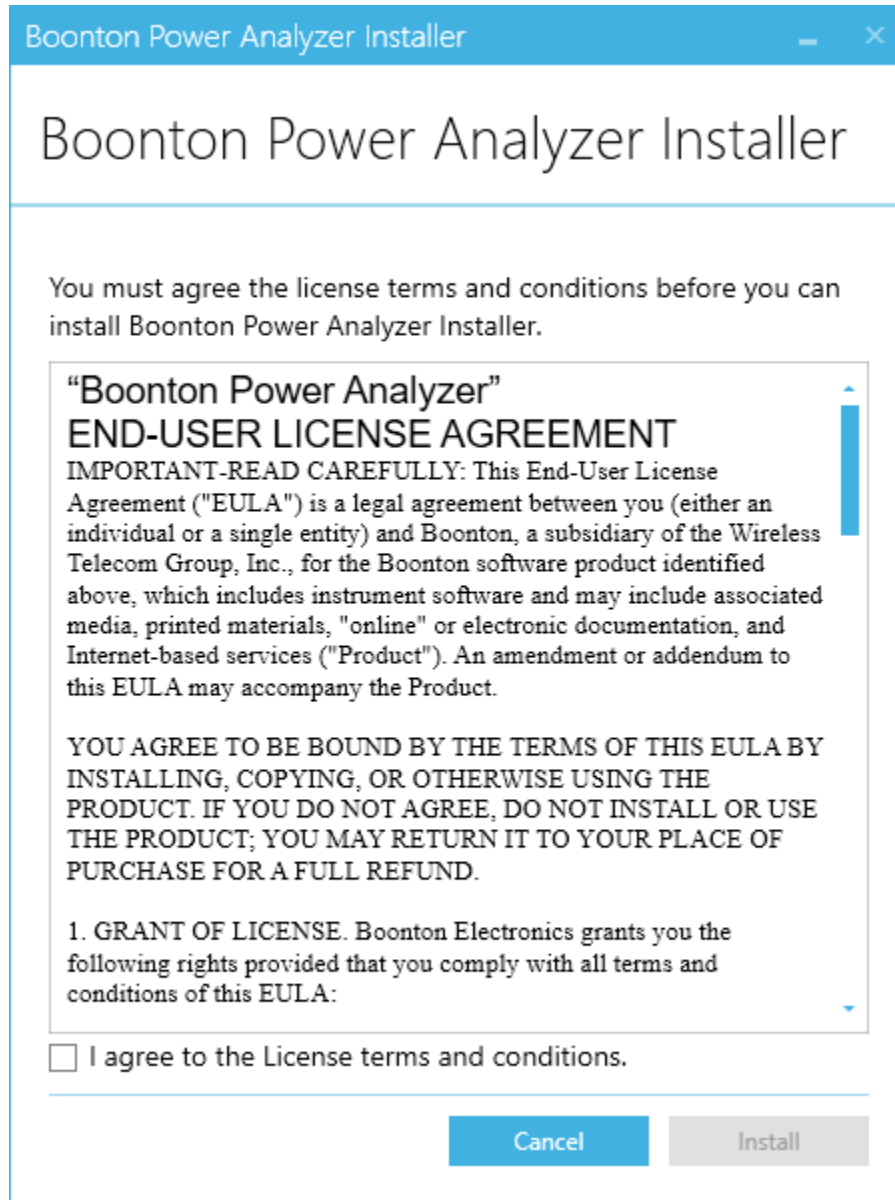 Boonton Power Analyzer Installer
Boonton Power Analyzer Installer
You must agree the license terms and conditions before you can
install Boonton Power Analyzer Installer.
“Boonton Power Analyzer”
END-USER LICENSE AGREEMENT
IMPORTANT-READ CAREFULLY: This End-User License
Agreement ("EULA") is a legal agreement between you (either an
individual or a single entity) and Boonton, a subsidiary of the Wireless
Telecom Group, Inc., for the Boonton software product identified
above, which includes instrument software and may include associated
media, printed materials, "online" or electronic documentation, and
Internet-based services ("Product"). An amendment or addendum to
this EULA may accompany the Product.
YOU AGREE TO BE BOUND BY THE TERMS OF THIS EULA BY
INSTALLING, COPYING, OR OTHERWISE USING THE
PRODUCT. IF YOU DO NOT AGREE, DO NOT INSTALL OR USE
THE PRODUCT; YOU MAY RETURN IT TO YOUR PLACE OF
PURCHASE FOR A FULL REFUND.
1. GRANT OF LICENSE. Boonton Electronics grants you the
following rights provided that you comply with all terms and
conditions of this EULA:
I agree to the License terms and conditions.
Cancel
Install